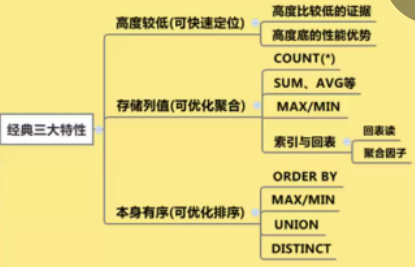 经典三大特性
高度较低(可快速定位)
高度比较低的证据
高度底的性能优势
存储列值(可优化聚合)
COUNT(*)
SUM、AVG等
MAX/MIN
索引与回表
回表读
聚合因子
本身有序(可优化排序)
ORDER BY
MAX/MIN
UNION
DISTINCT